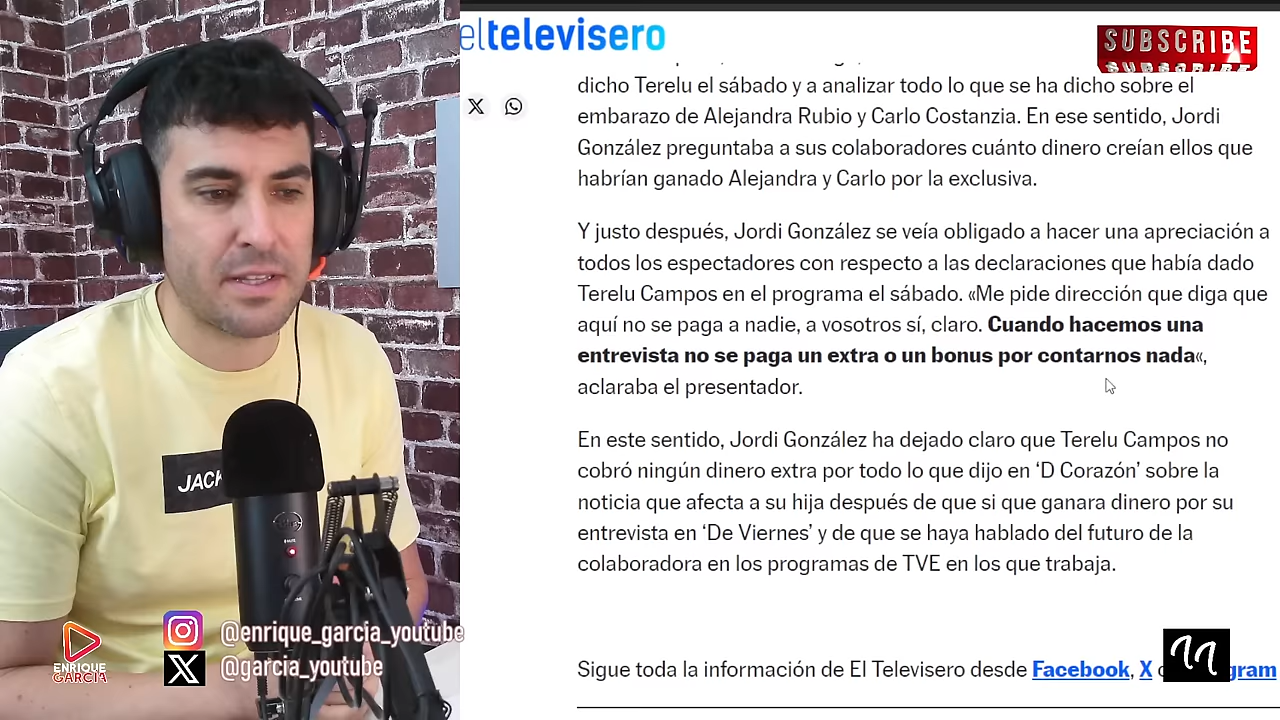 eltelevisero
SUBSCRIBE
dicho Terelu el sábado y a analizar todo lo que se ha dicho sobre el
embarazo de Alejandra Rubio y Carlo Costanzia. En ese sentido, Jordi
González preguntaba a sus colaboradores cuánto dinero creían ellos que
habrían ganado Alejandra y Carlo por la exclusiva.
Y justo después, Jordi González se veía obligado a hacer una apreciación a
todos los espectadores con respecto a las declaraciones que había dado
Terelu Campos en el programa el sábado. «Me pide dirección que diga que
aquí no se paga a nadie, a vosotros sí, claro. Cuando hacemos una
entrevista no se paga un extra o un bonus por contarnos nada«,
aclaraba el presentador.
En este sentido, Jordi González ha dejado claro que Terelu Campos no
cobró ningún dinero extra por todo lo que dijo en ‘D Corazón’ sobre la
noticia que afecta a su hija después de que si que ganara dinero por su
entrevista en ‘De Viernes’ y de que se haya hablado del futuro de la
colaboradora en los programas de TVE en los que trabaja.
Sigue toda la información de El Televisero desde Facebook, X
JACK
@enrique_garcia_youtube
@garcia_youtube
ENRIQUE
GARCIA